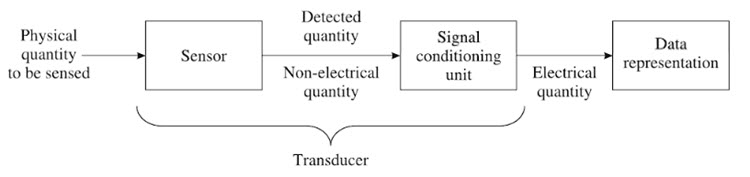 Physical
quantity
to be sensed
Sensor
Detected
quantity
Non-electrical
quantity
Signal
conditioning
unit
Electrical
quantity
Data
representation
Transducer